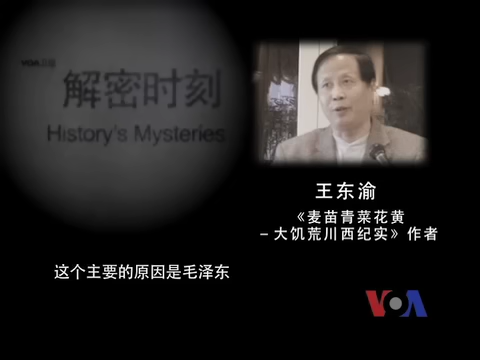 解密时刻
History's Mysteries
王东渝
《麦苗青菜花黄
–大饥荒川西纪实》作者
这个主要的原因是毛泽东
VOA